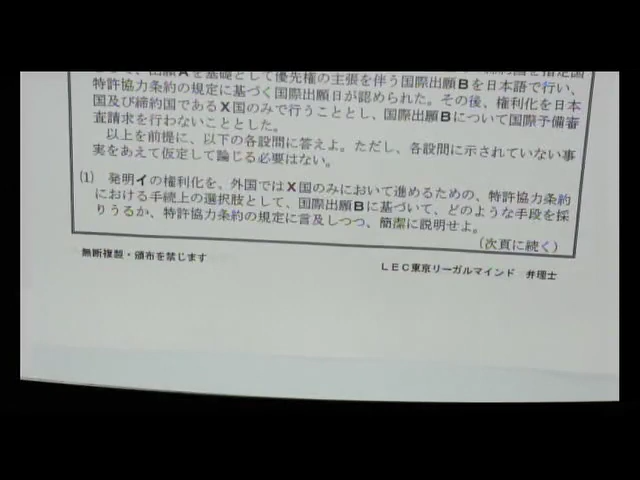 出願Aを基礎として優先権の主張を伴う国際出願Bを日本語で行い、
特許協力条約の規定に基づく国際出願日が認められた。その後、権利化を日本
国及び締約国であるX国のみで行うこととし、国際出願Bについて国際予備審
査請求を行わないこととした。
以上を前提に、以下の各設問に答えよ。ただし、各設問に示されていない事
実をあえて仮定して論じる必要はない。
(1) 発明イの権利化を、外国ではX国のみにおいて進めるための、特許協力条約
における手続上の選択肢として、国際出願Bに基づいて、どのような手段を採
りうるか、特許協力条約の規定に言及しつつ、簡潔に説明せよ。
(次頁に続く)
無断複製・頒布を禁じます
LEC東京リーガルマインド 弁理士